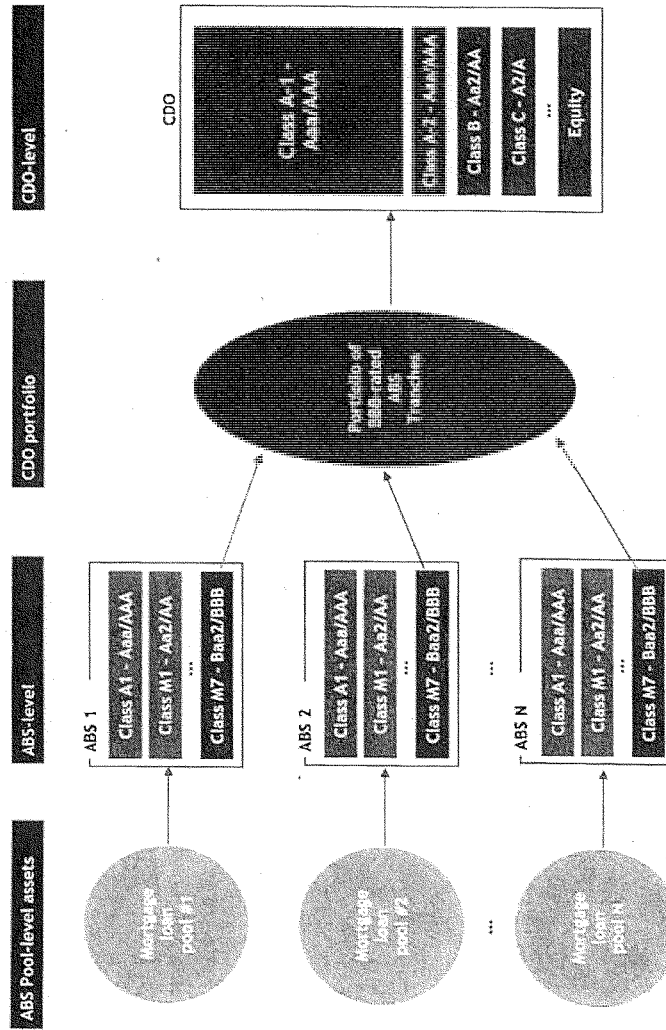 ABS Pool-level assets
ABS-level
CDO portfolio
CDO-level
Mortgage
loan
pool #1
ABS 1
Class A1 - Aaa/AAA
Class M1 - Aa2/AA
...
Class M7 - Baa2/BBB
Mortgage
loan
pool #2
ABS 2
Class A1 - Aaa/AAA
Class M1 - Aa2/AA
...
Class M7 - Baa2/BBB
...
...
Mortgage
loan
pool N
ABS N
Class A1 - Aaa/AAA
Class M1 - Aa2/AA
...
Class M7 - Baa2/BBB
Portfolio of
BBB-rated
ABS
Tranches
CDO
Class A-1 -
Aaa/AAA
Class A-2 - Aaa/AAA
Class B - Aa2/AA
Class C - A2/A
...
Equity